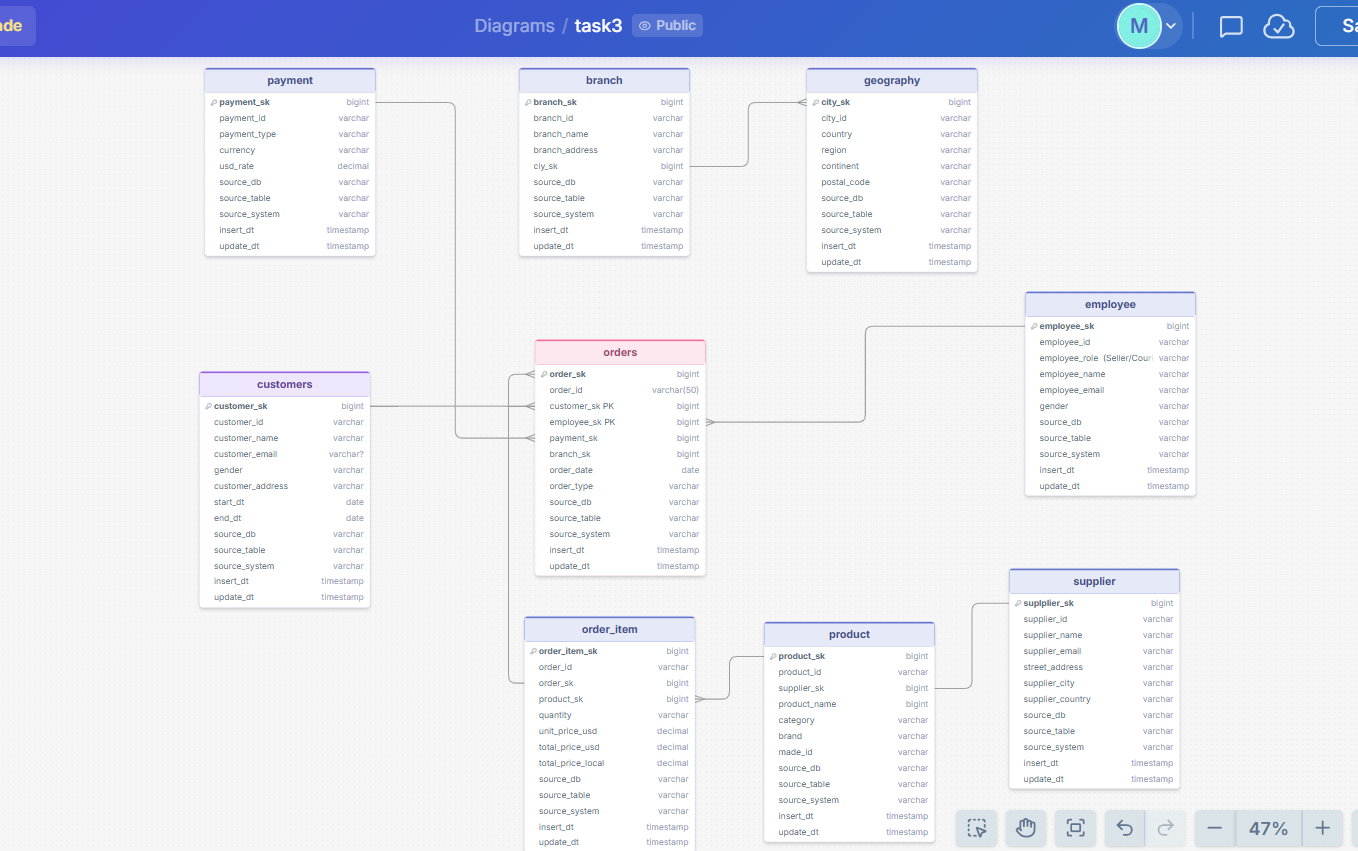 ade
Diagrams / task3 Public
M
Sa
payment
payment_sk bigint
payment_id varchar
payment_type varchar
currency varchar
usd_rate decimal
source_db varchar
source_table varchar
source_system varchar
insert_dt timestamp
update_dt timestamp
branch
branch_sk bigint
branch_id varchar
branch_name varchar
branch_address varchar
ciy_sk bigint
source_db varchar
source_table varchar
source_system varchar
insert_dt timestamp
update_dt timestamp
geography
city_sk bigint
city_id varchar
country varchar
region varchar
continent varchar
postal_code varchar
source_db varchar
source_table varchar
source_system varchar
insert_dt timestamp
update_dt timestamp
employee
employee_sk bigint
employee_id varchar
employee_role (Seller/Cour varchar
employee_name varchar
employee_email varchar
gender varchar
source_db varchar
source_table varchar
source_system varchar
insert_dt timestamp
update_dt timestamp
orders
order_sk bigint
order_id varchar(50)
customer_sk PK bigint
employee_sk PK bigint
payment_sk bigint
branch_sk bigint
order_date date
order_type varchar
source_db varchar
source_table varchar
source_system varchar
insert_dt timestamp
update_dt timestamp
customers
customer_sk bigint
customer_id varchar
customer_name varchar
customer_email varchar?
gender varchar
customer_address varchar
start_dt date
end_dt date
source_db varchar
source_table varchar
source_system varchar
insert_dt timestamp
update_dt timestamp
supplier
suplplier_sk bigint
supplier_id varchar
supplier_name varchar
supplier_email varchar
street_address varchar
supplier_city varchar
supplier_country varchar
source_db varchar
source_table varchar
source_system varchar
insert_dt timestamp
update_dt timestamp
order_item
order_item_sk bigint
order_id varchar
order_sk bigint
product_sk bigint
quantity varchar
unit_price_usd decimal
total_price_usd decimal
total_price_local decimal
source_db varchar
source_table varchar
source_system varchar
insert_dt timestamp
update_dt timestamp
product
product_sk bigint
product_id varchar
supplier_sk bigint
product_name bigint
category varchar
brand varchar
made_id varchar
source_db varchar
source_table varchar
source_system varchar
insert_dt timestamp
update_dt timestamp
47%